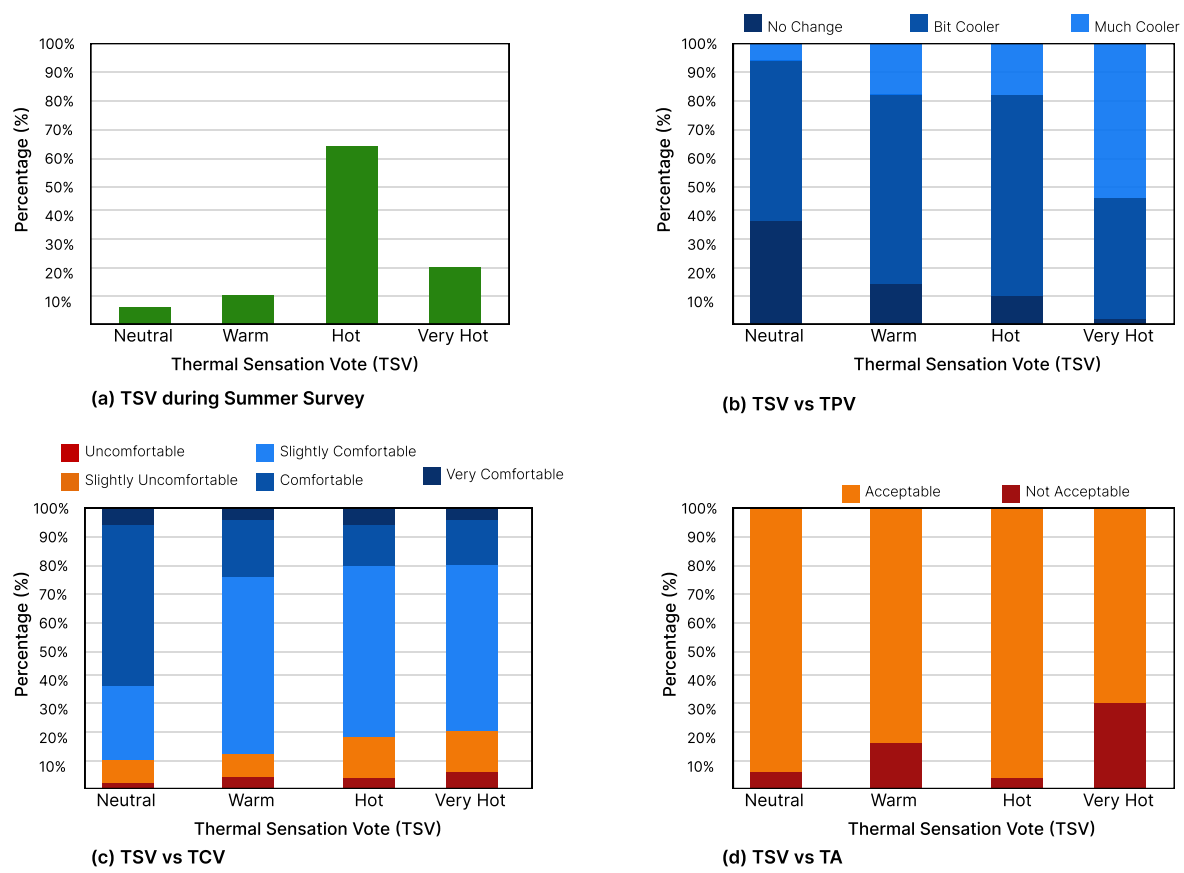 100%
90%
80%
70%
60%
50%
40%
30%
20%
10%
Percentage (%)
Neutral Warm Hot Very Hot
Thermal Sensation Vote (TSV)
(a) TSV during Summer Survey
No Change Bit Cooler Much Cooler
100%
90%
80%
70%
60%
50%
40%
30%
20%
10%
Percentage (%)
Neutral Warm Hot Very Hot
Thermal Sensation Vote (TSV)
(b) TSV vs TPV
Uncomfortable Slightly Comfortable
Slightly Uncomfortable Comfortable Very Comfortable
100%
90%
80%
70%
60%
50%
40%
30%
20%
10%
Percentage (%)
Neutral Warm Hot Very Hot
Thermal Sensation Vote (TSV)
(c) TSV vs TCV
Acceptable Not Acceptable
100%
90%
80%
70%
60%
50%
40%
30%
20%
10%
Percentage (%)
Neutral Warm Hot Very Hot
Thermal Sensation Vote (TSV)
(d) TSV vs TA